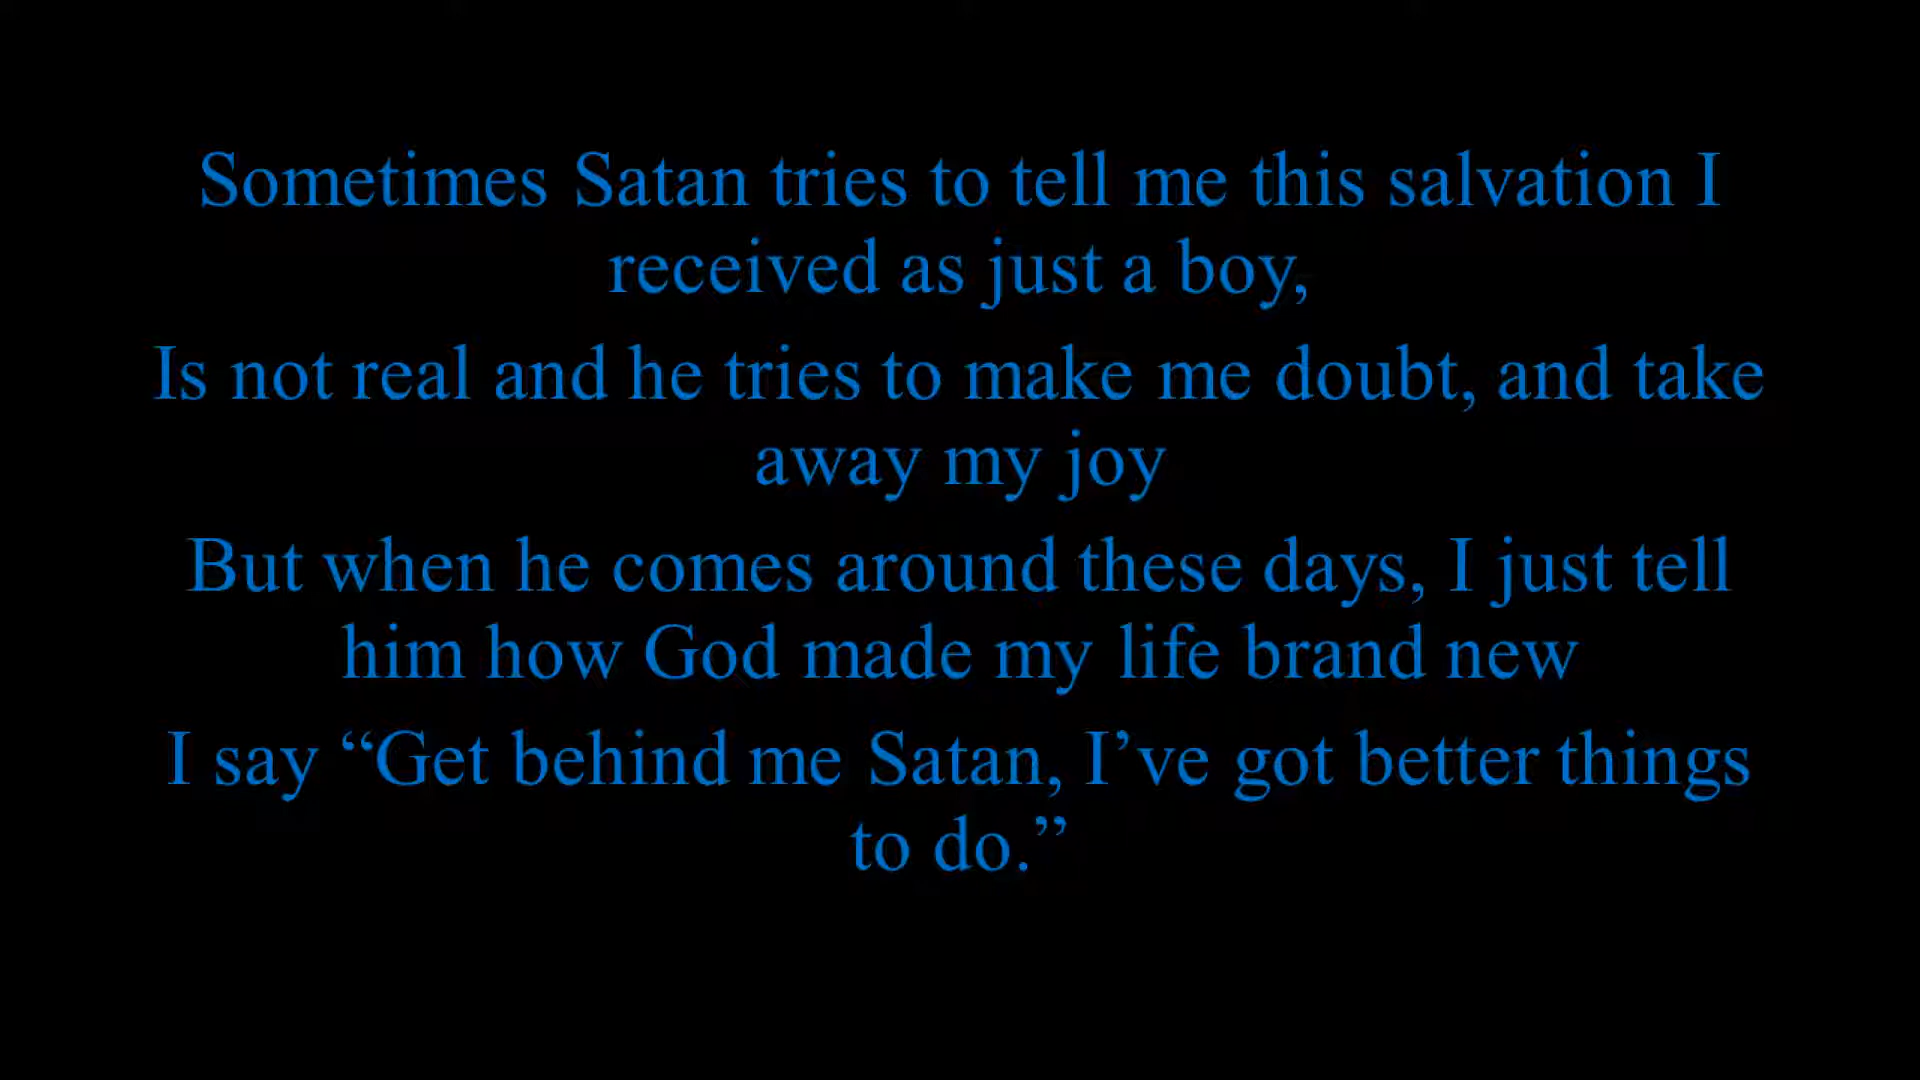 Sometimes Satan tries to tell me this salvation I
received as just a boy,
Is not real and he tries to make me doubt, and take
away my joy
But when he comes around these days, I just tell
him how God made my life brand new
I say “Get behind me Satan, I’ve got better things
to do.”